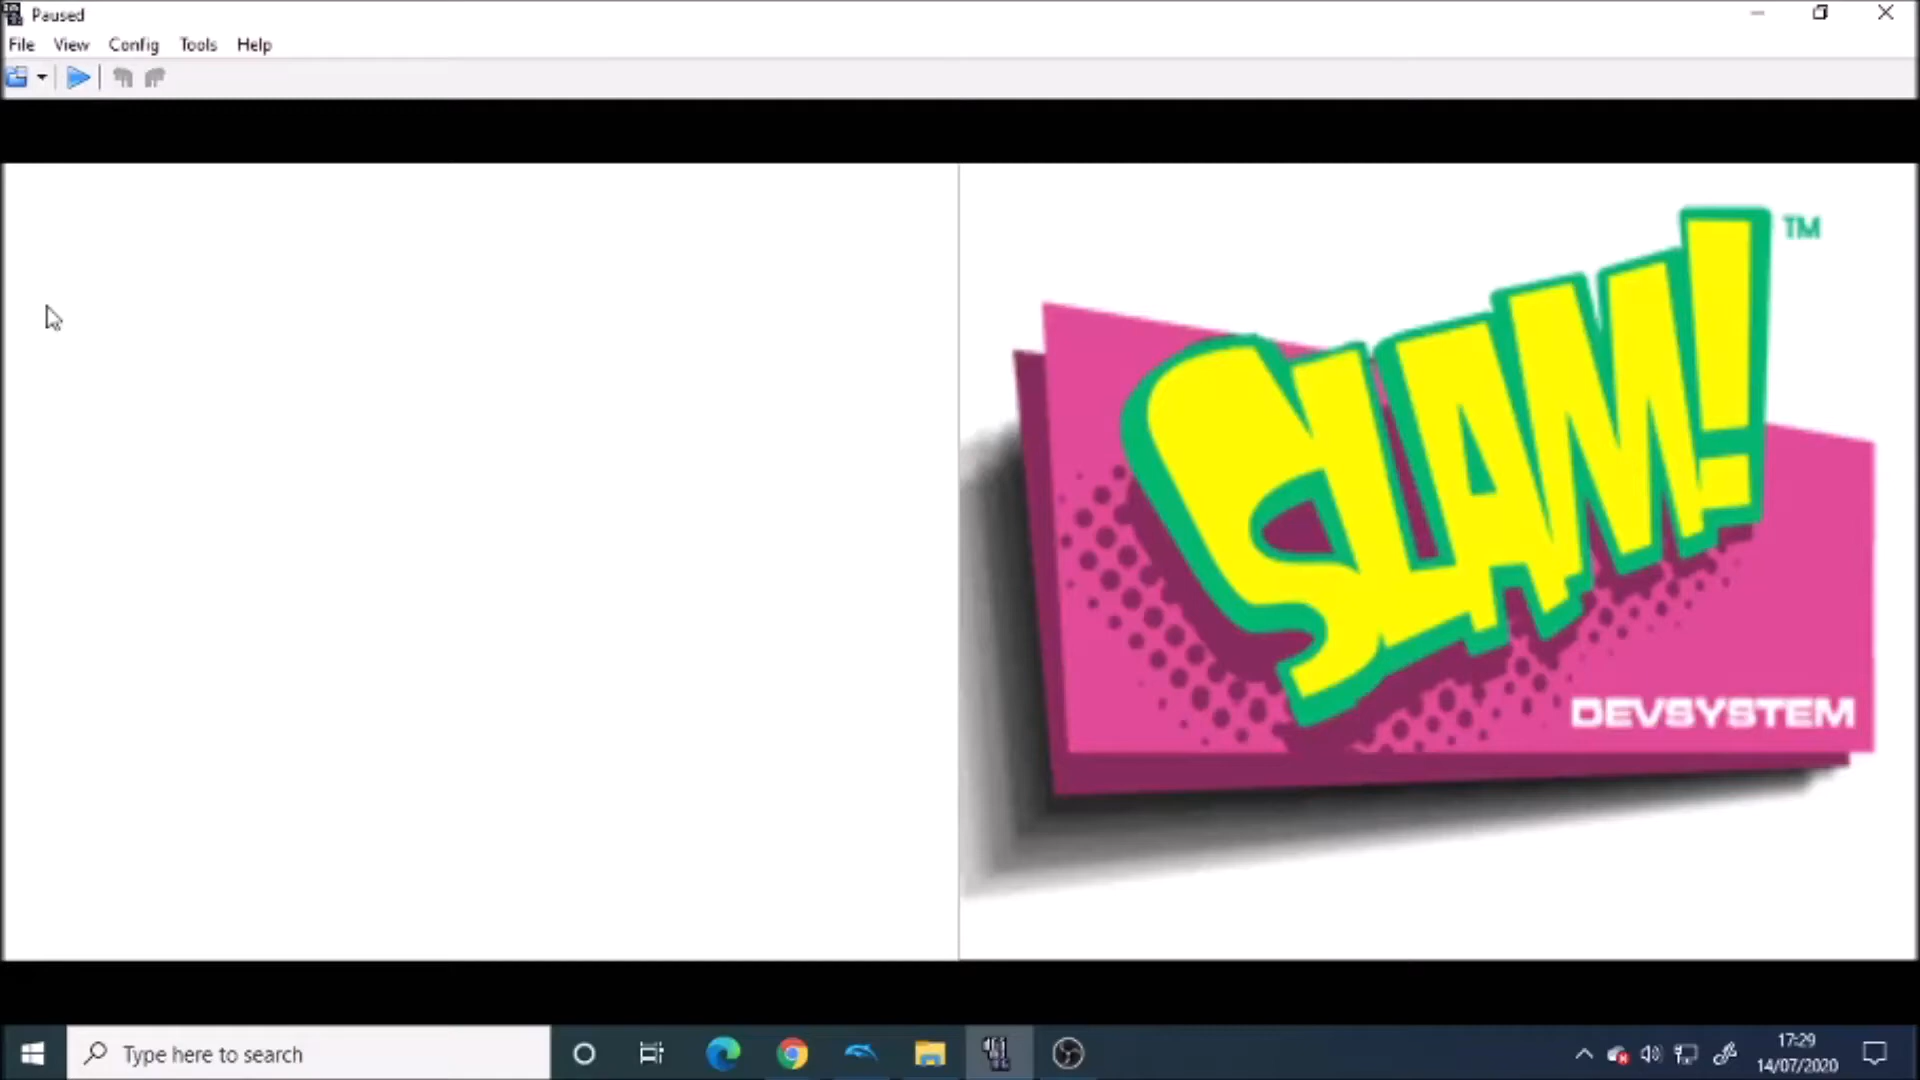 Paused
File View Config Tools Help
TM
SLAM!
DEVSYSTEM
Type here to search
17:29
14/07/2020